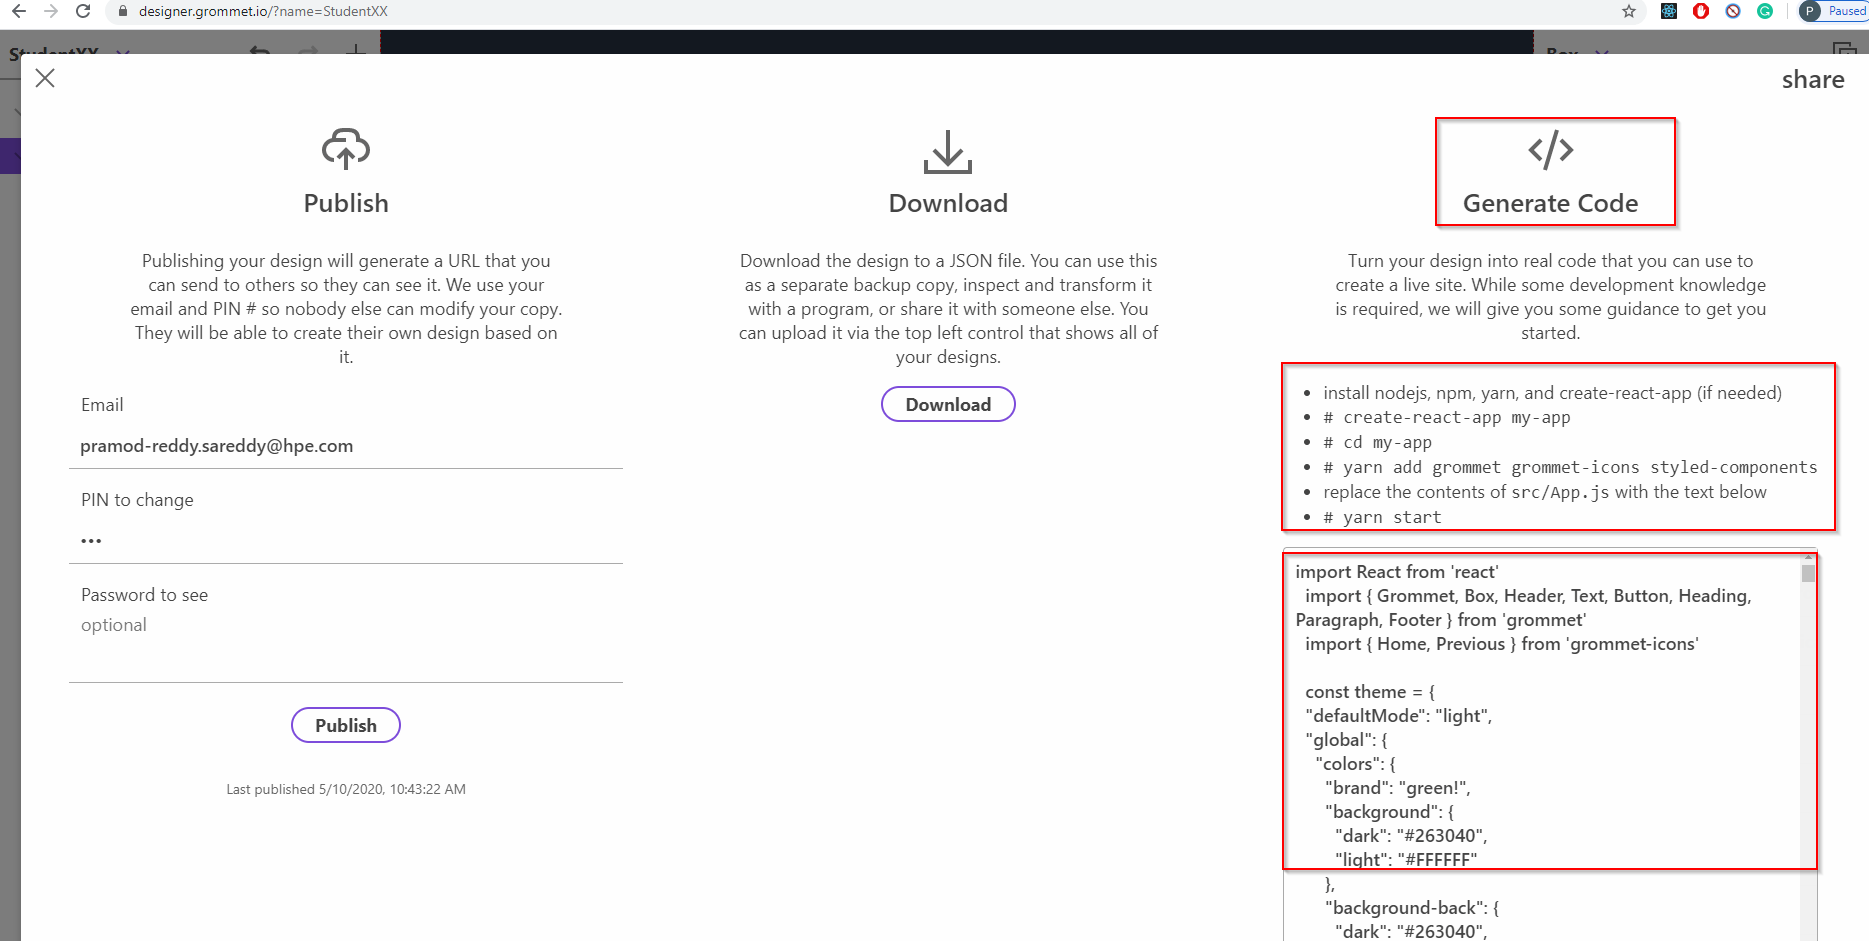 designer.grommet.io/?name=StudentXX
Paused
StudentXX
Box
share
Publish
Publishing your design will generate a URL that you
can send to others so they can see it. We use your
email and PIN # so nobody else can modify your copy.
They will be able to create their own design based on
it.
Email
pramod-reddy.sareddy@hpe.com
PIN to change
•••
Password to see
optional
Publish
Last published 5/10/2020, 10:43:22 AM
Download
Download the design to a JSON file. You can use this
as a separate backup copy, inspect and transform it
with a program, or share it with someone else. You
can upload it via the top left control that shows all of
your designs.
Download
</>
Generate Code
Turn your design into real code that you can use to
create a live site. While some development knowledge
is required, we will give you some guidance to get you
started.
• install nodejs, npm, yarn, and create-react-app (if needed)
• # create-react-app my-app
• # cd my-app
• # yarn add grommet grommet-icons styled-components
• replace the contents of src/App.js with the text below
• # yarn start
import React from 'react'
import { Grommet, Box, Header, Text, Button, Heading,
Paragraph, Footer } from 'grommet'
import { Home, Previous } from 'grommet-icons'
const theme = {
"defaultMode": "light",
"global": {
"colors": {
"brand": "green!",
"background": {
"dark": "#263040",
"light": "#FFFFFF"
},
"background-back": {
"dark": "#263040",